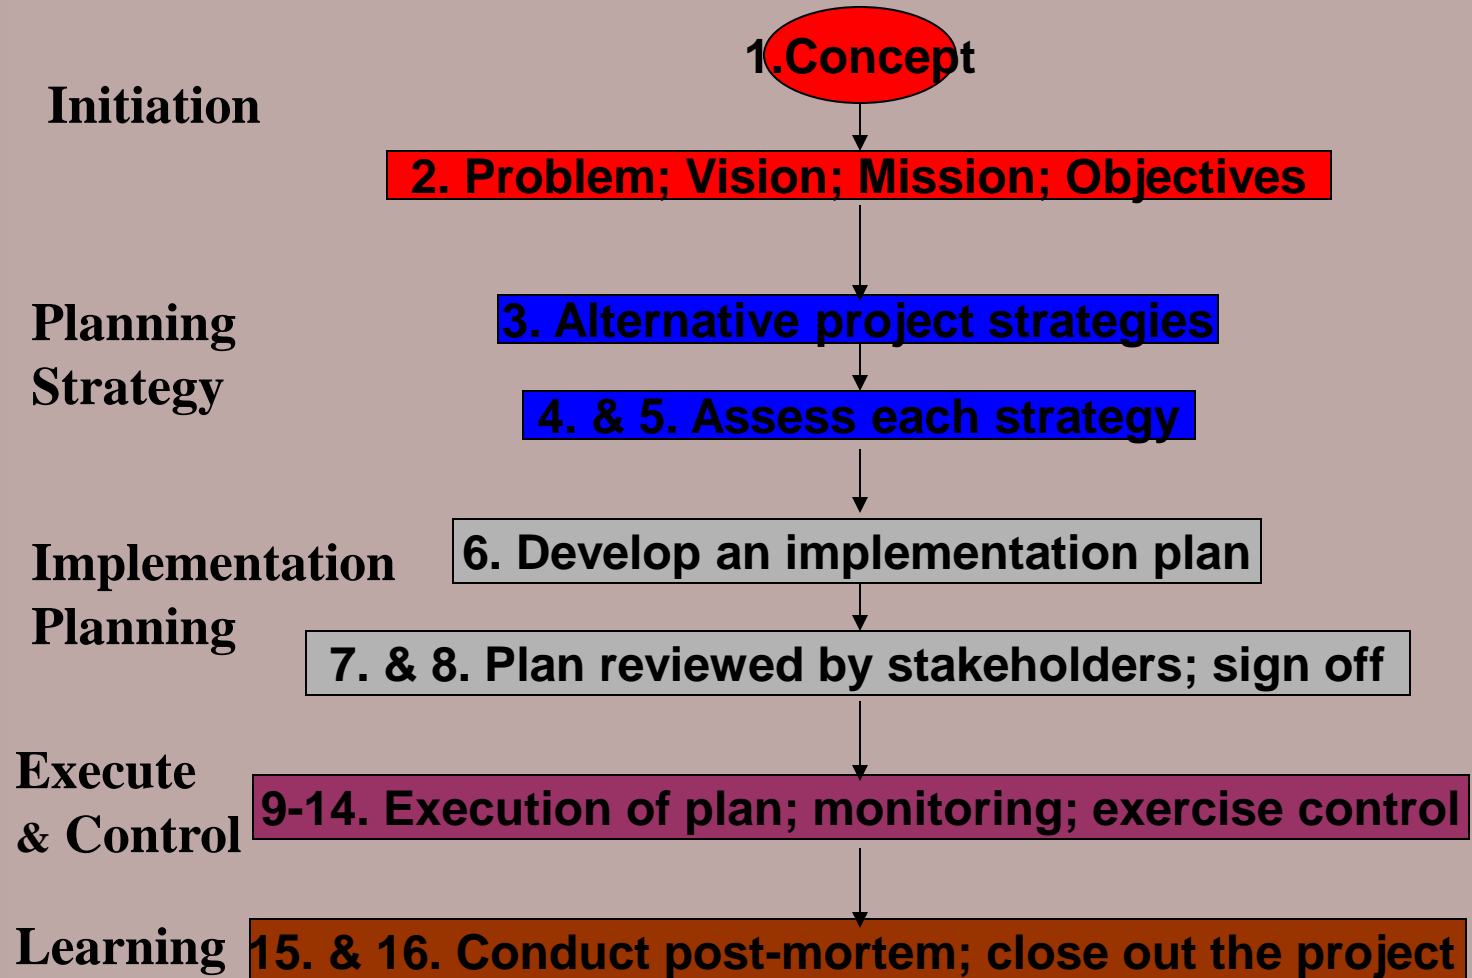 1.Concept
Initiation
2. Problem; Vision; Mission; Objectives
Planning
Strategy
3. Alternative project strategies
4. & 5. Assess each strategy
Implementation
Planning
6. Develop an implementation plan
7. & 8. Plan reviewed by stakeholders; sign off
Execute
& Control
9-14. Execution of plan; monitoring; exercise control
Learning
15. & 16. Conduct post-mortem; close out the project